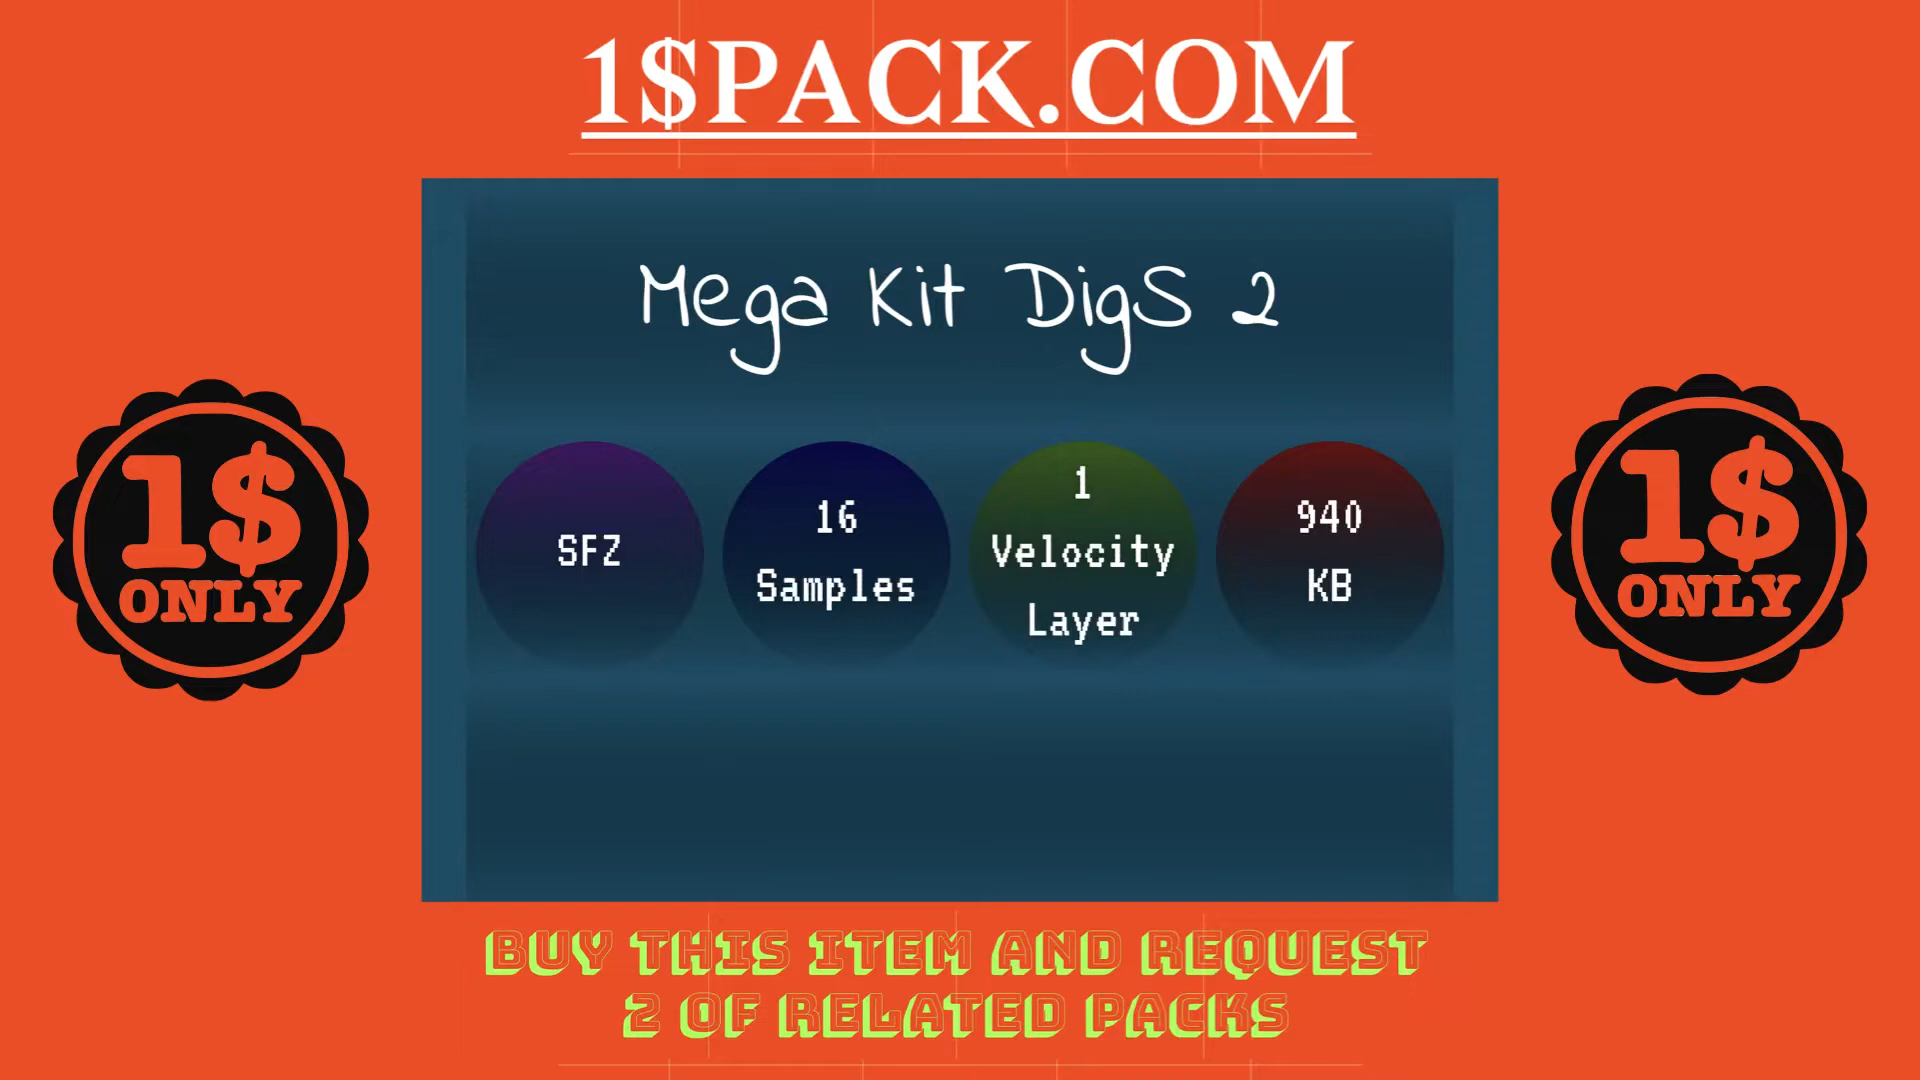 1$PACK.COM
Mega Kit DigS 2
SFZ
16
Samples
1
Velocity
Layer
940
KB
1$
ONLY
1$
ONLY
BUY THIS ITEM AND REQUEST
2 OF RELATED PACKS